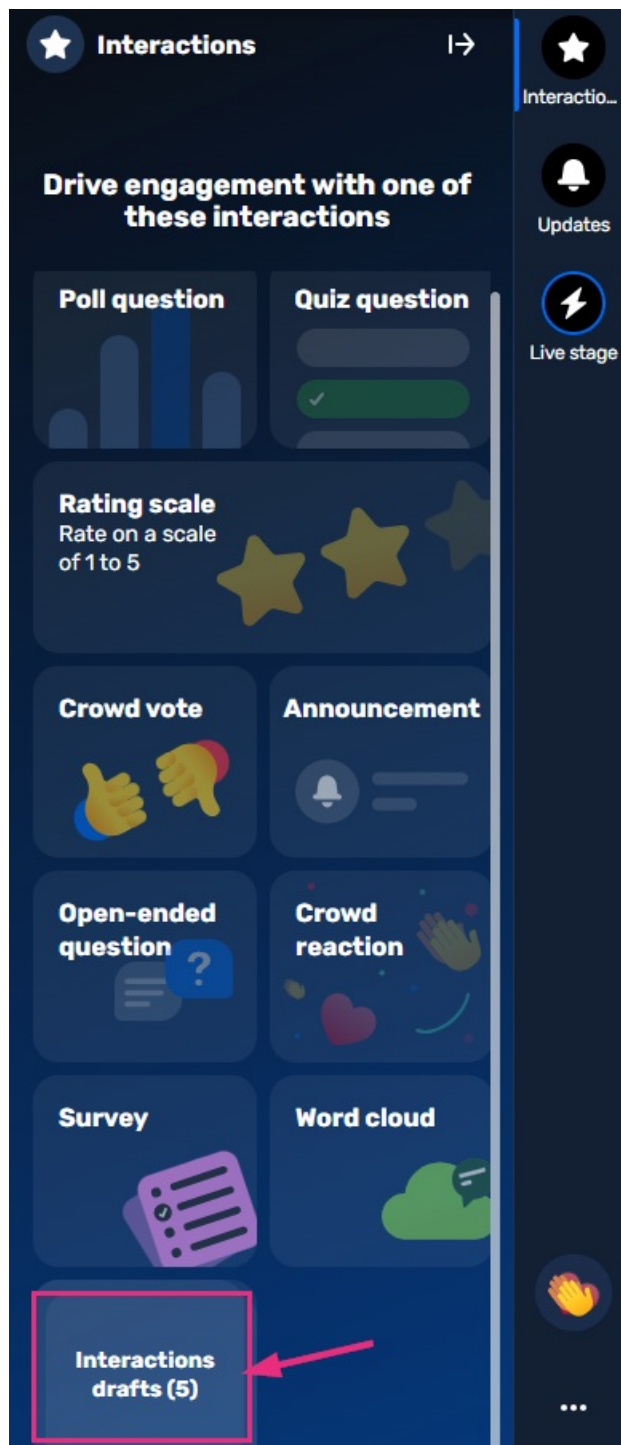 Interactions
Interactio...
Updates
Live stage
Drive engagement with one of
these interactions
Poll question
Quiz question
Rating scale
Rate on a scale
of 1 to 5
Crowd vote
Announcement
Open-ended
question
?
Crowd
reaction
Survey
Word cloud
Interactions
drafts (5)